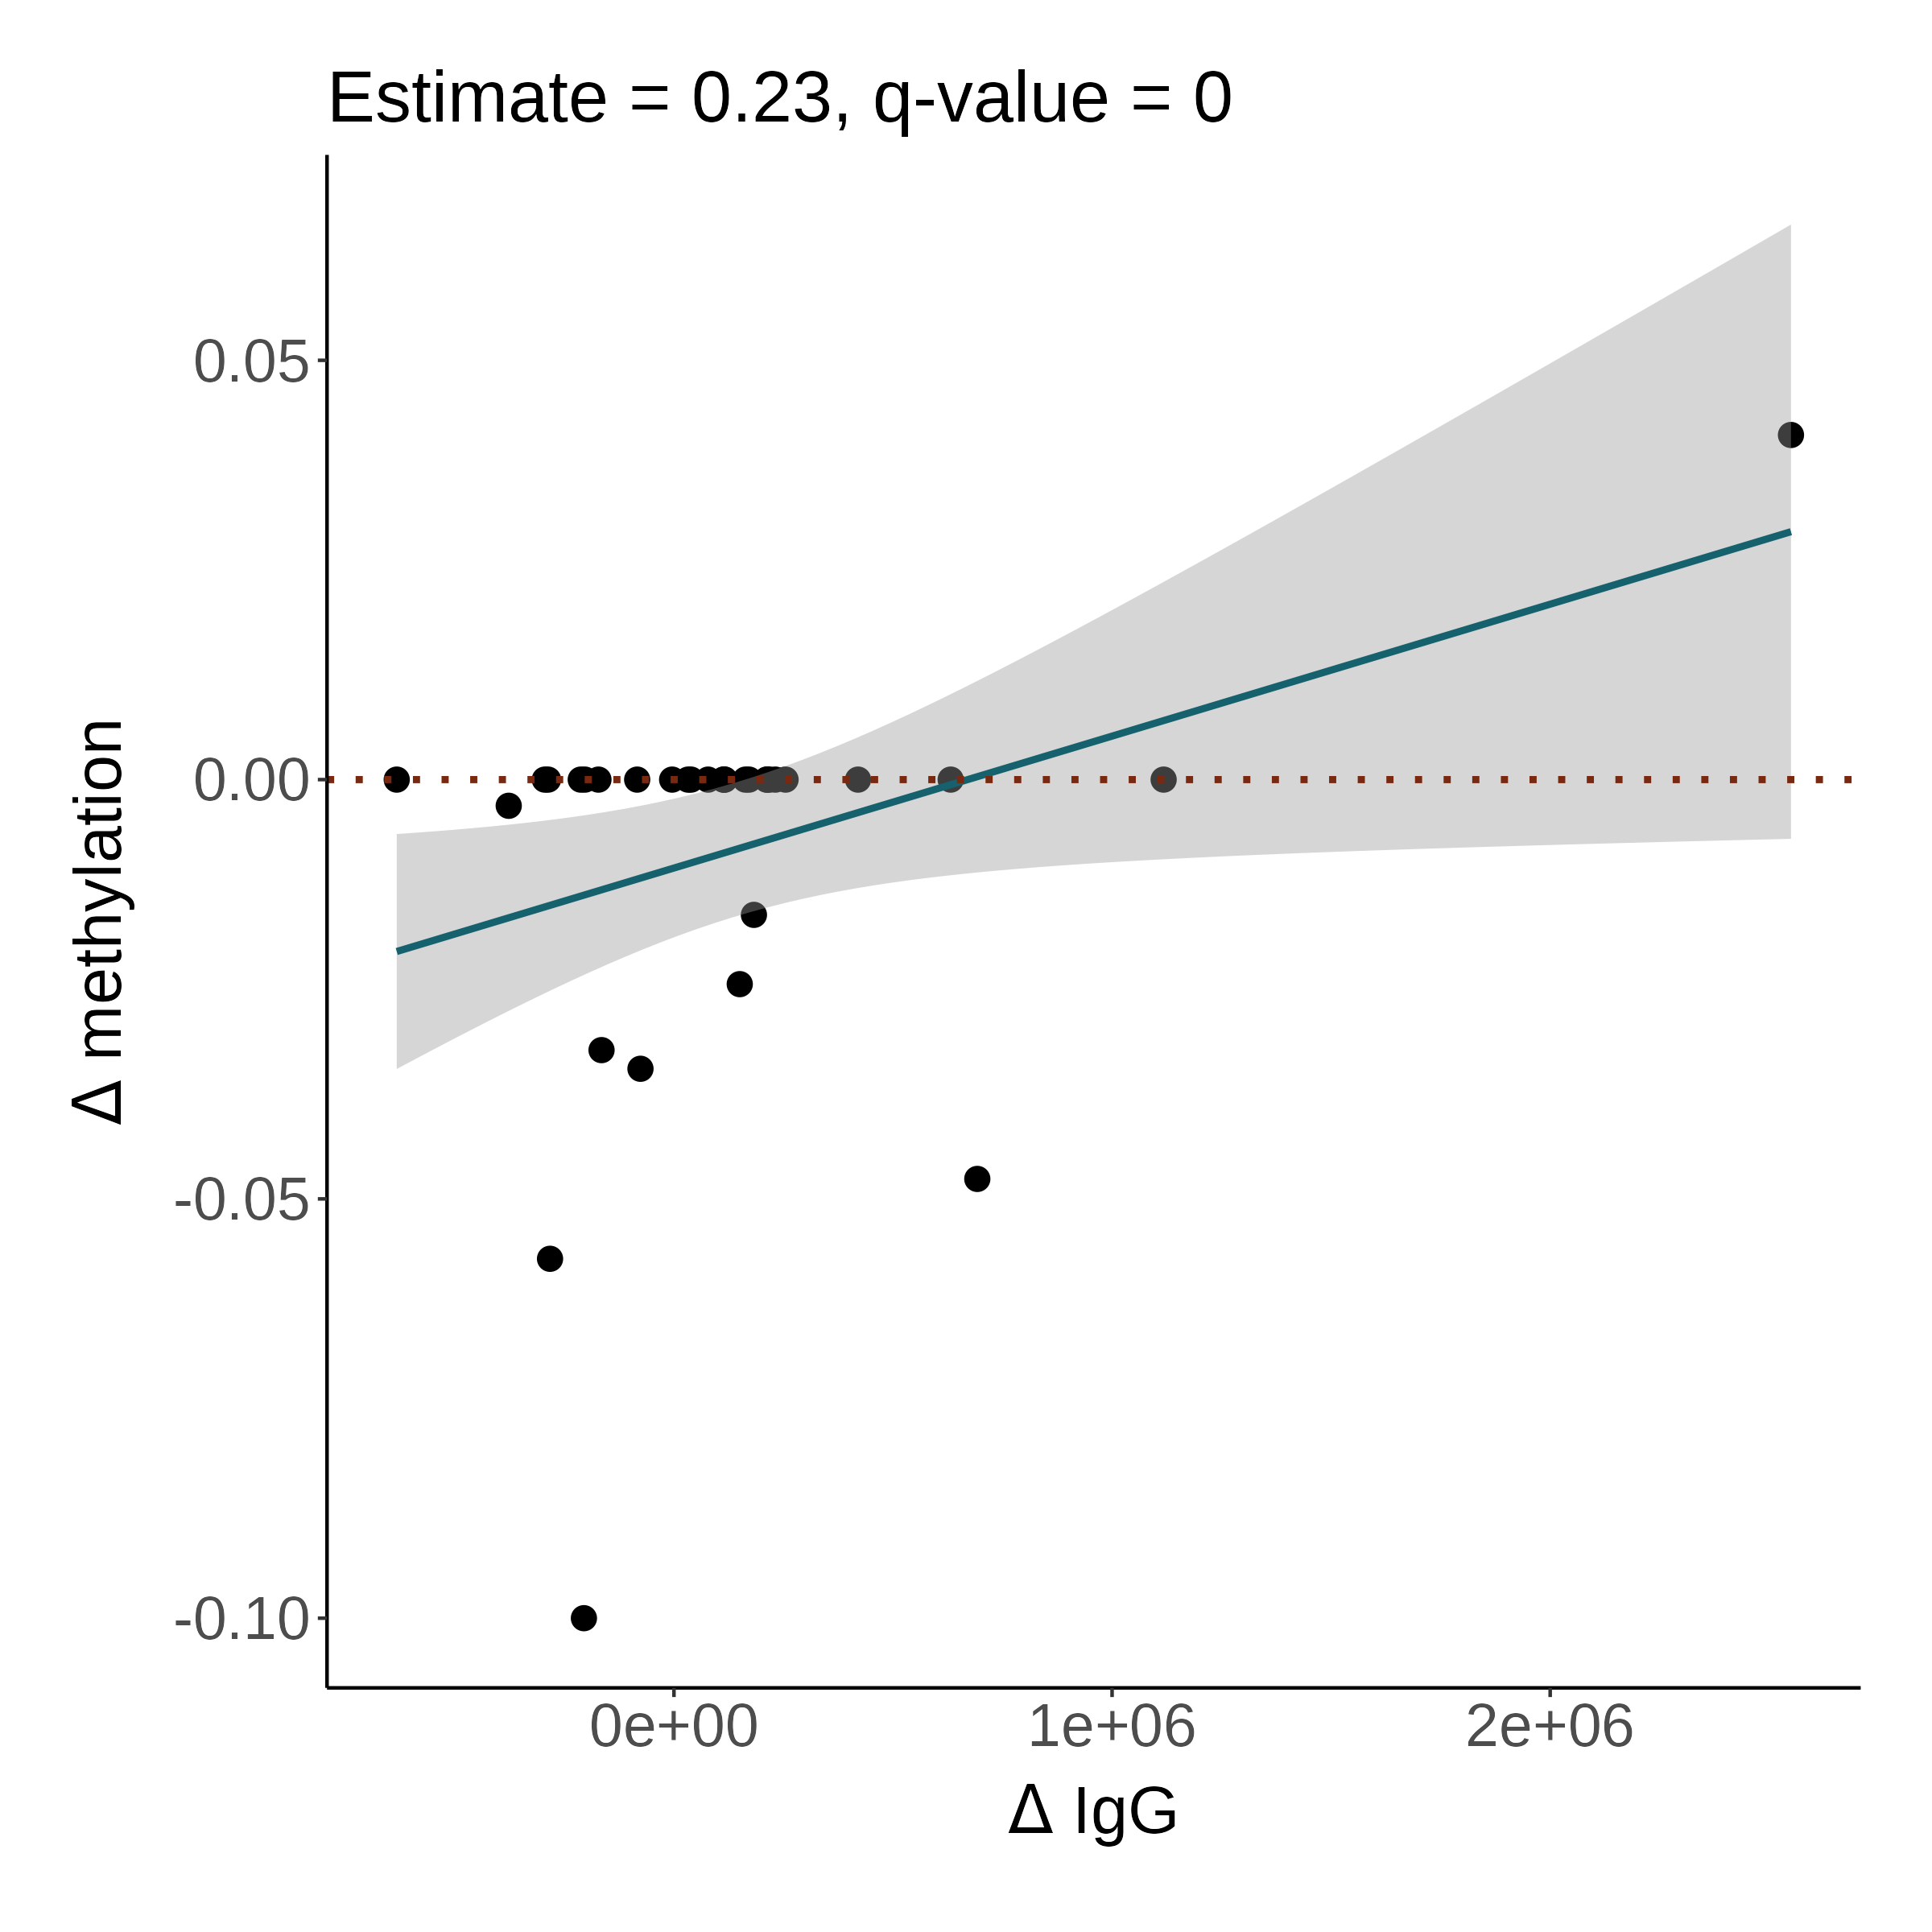 Estimate = 0.23, q-value = 0
0.05
0.00
-0.05
-0.10
Δ methylation
0e+00 1e+06 2e+06
Δ IgG